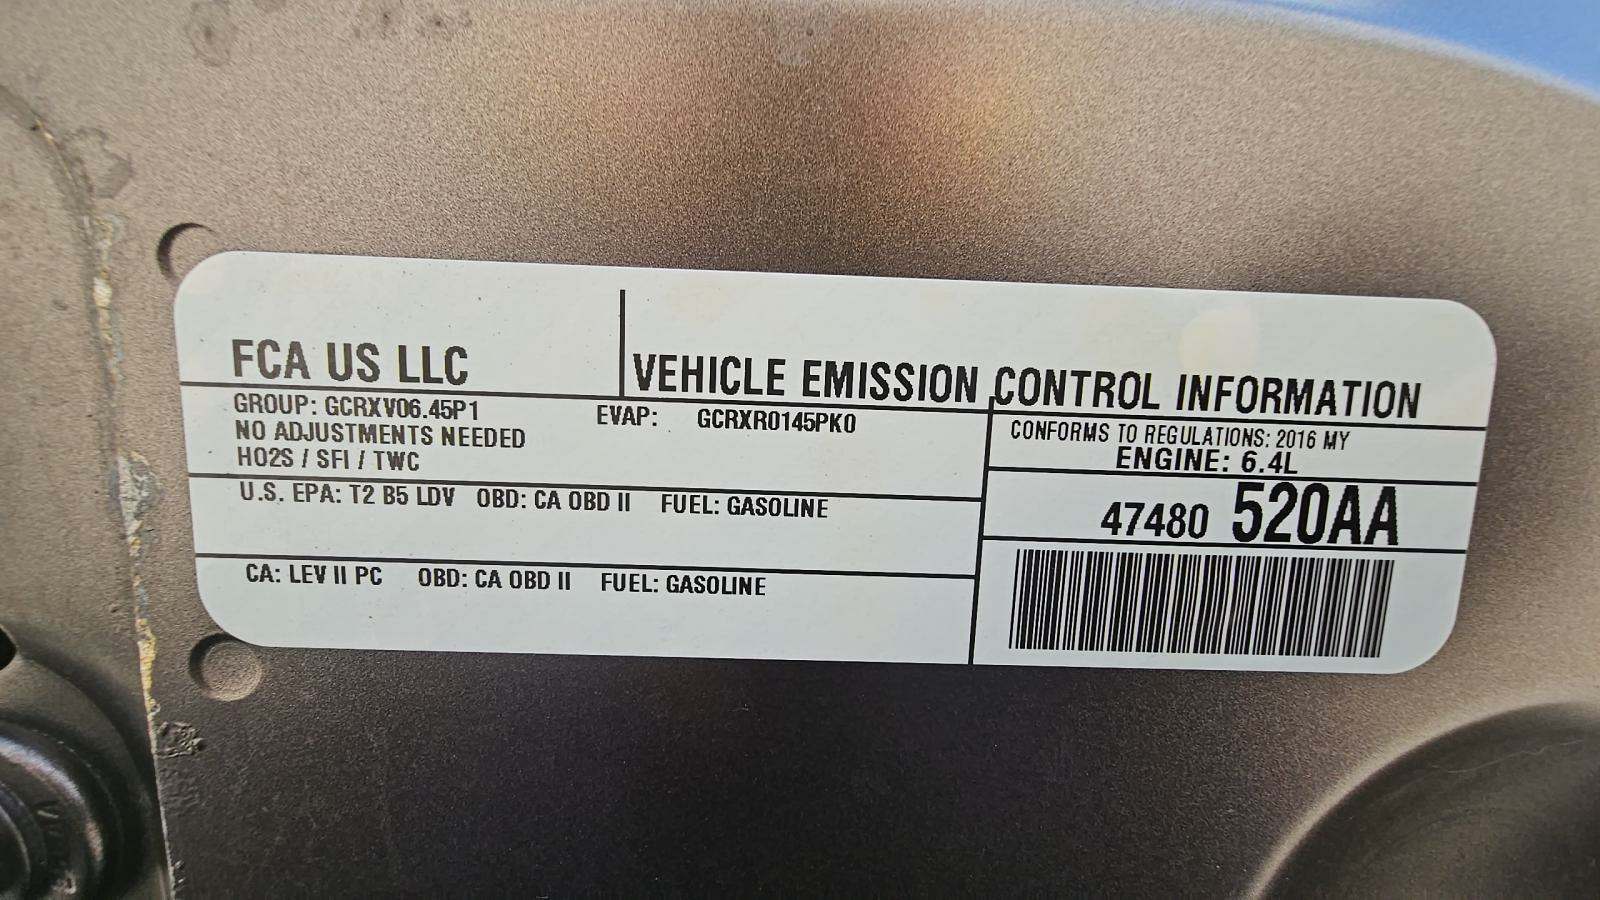 FCA US LLC
VEHICLE EMISSION CONTROL INFORMATION
GROUP: GCRXV06.45P1
EVAP: GCRXR0145PK0
NO ADJUSTMENTS NEEDED
HO2S / SFI / TWC
CONFORMS TO REGULATIONS: 2016 MY
ENGINE: 6.4L
U.S. EPA: T2 B5 LDV OBD: CA OBD II FUEL: GASOLINE
47480 520AA
CA: LEV II PC OBD: CA OBD II FUEL: GASOLINE